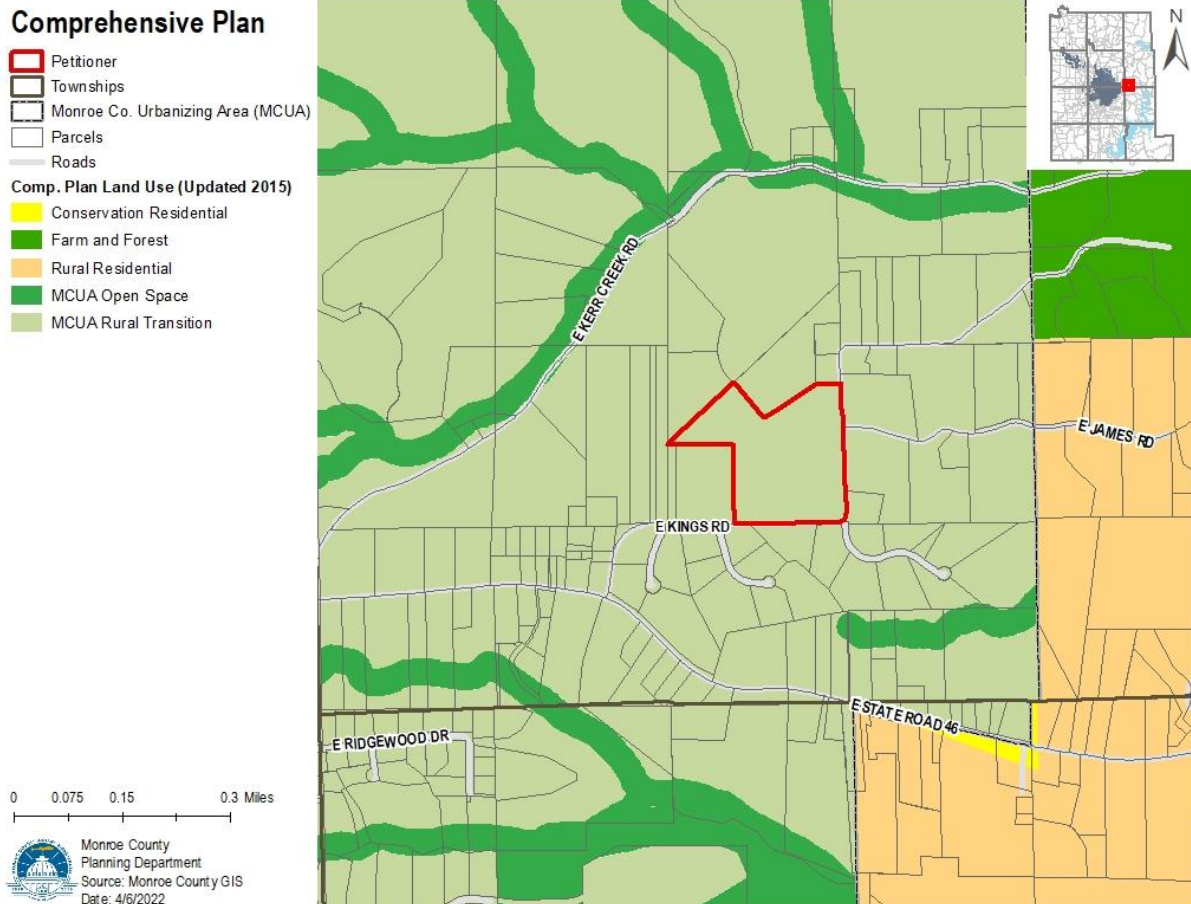 Comprehensive Plan
Petitioner
Townships
Monroe Co. Urbanizing Area (MCUA)
Parcels
Roads
Comp. Plan Land Use (Updated 2015)
Conservation Residential
Farm and Forest
Rural Residential
MCUA Open Space
MCUA Rural Transition
0 0.075 0.15 0.3 Miles
Monroe County
Planning Department
Source: Monroe County GIS
Date: 4/6/2022
N
E KERR CREEK RD
E JAMES RD
E KINGS RD
E STATE ROAD 46
E RIDGEWOOD DR